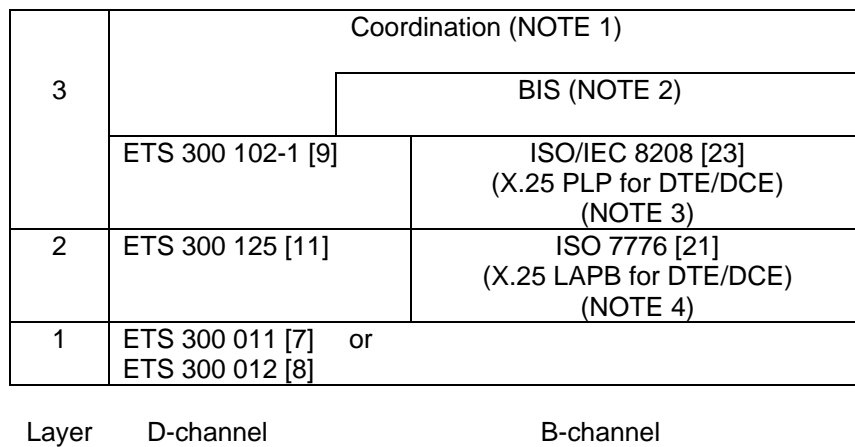 Coordination (NOTE 1)
3 BIS (NOTE 2)
ETS 300 102-1 [9] ISO/IEC 8208 [23]
(X.25 PLP for DTE/DCE)
(NOTE 3)
2 ETS 300 125 [11] ISO 7776 [21]
(X.25 LAPB for DTE/DCE)
(NOTE 4)
1 ETS 300 011 [7] or
ETS 300 012 [8]
Layer D-channel B-channel